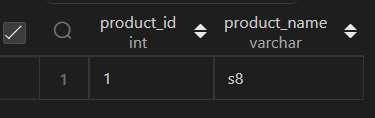 product_id product_name
int varchar
1 1 s8